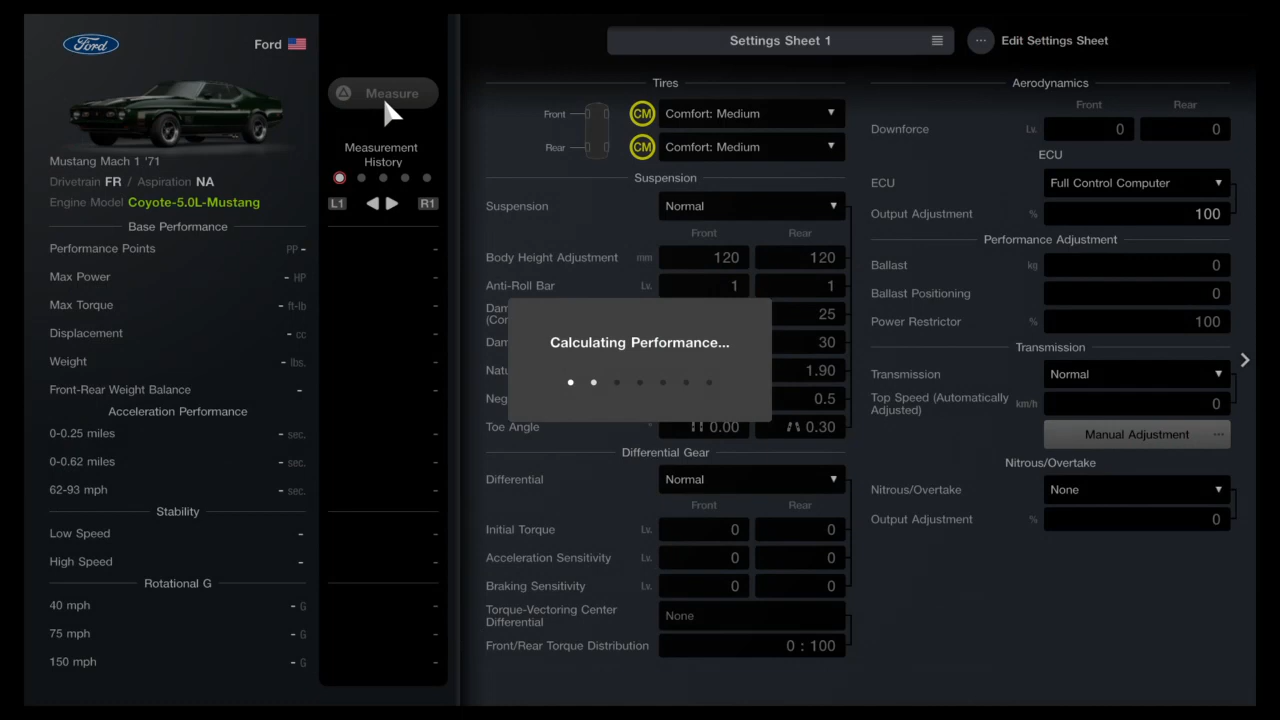 Ford
Ford
Mustang Mach 1 '71
Drivetrain FR / Aspiration NA
Engine Model Coyote-5.0L-Mustang
Base Performance
Performance Points PP -
Max Power - HP
Max Torque - ft-lb
Displacement - cc
Weight - lbs.
Front-Rear Weight Balance -
Acceleration Performance
0-0.25 miles - sec.
0-0.62 miles - sec.
62-93 mph - sec.
Stability
Low Speed -
High Speed -
Rotational G
40 mph - G
75 mph - G
150 mph - G
Measure
Measurement
History
L1 R1
-
-
-
-
-
-
-
-
-
-
-
-
-
-
Settings Sheet 1
Edit Settings Sheet
Tires
Front CM Comfort: Medium
Rear CM Comfort: Medium
Suspension
Suspension Normal
Front Rear
Body Height Adjustment mm 120 120
Anti-Roll Bar Lv. 1 1
Dam
(Con 25
Dam 30
Natu 1.90
Neg 0.5
Toe Angle ° 0.00 0.30
Calculating Performance...
Differential Gear
Differential Normal
Front Rear
Initial Torque Lv. 0 0
Acceleration Sensitivity Lv. 0 0
Braking Sensitivity Lv. 0 0
Torque-Vectoring Center
Differential None
Front/Rear Torque Distribution 0 : 100
Aerodynamics
Front Rear
Downforce Lv. 0 0
ECU
ECU Full Control Computer
Output Adjustment % 100
Performance Adjustment
Ballast kg 0
Ballast Positioning 0
Power Restrictor % 100
Transmission
Transmission Normal
Top Speed (Automatically
Adjusted) km/h 0
Manual Adjustment ...
Nitrous/Overtake
Nitrous/Overtake None
Output Adjustment % 0